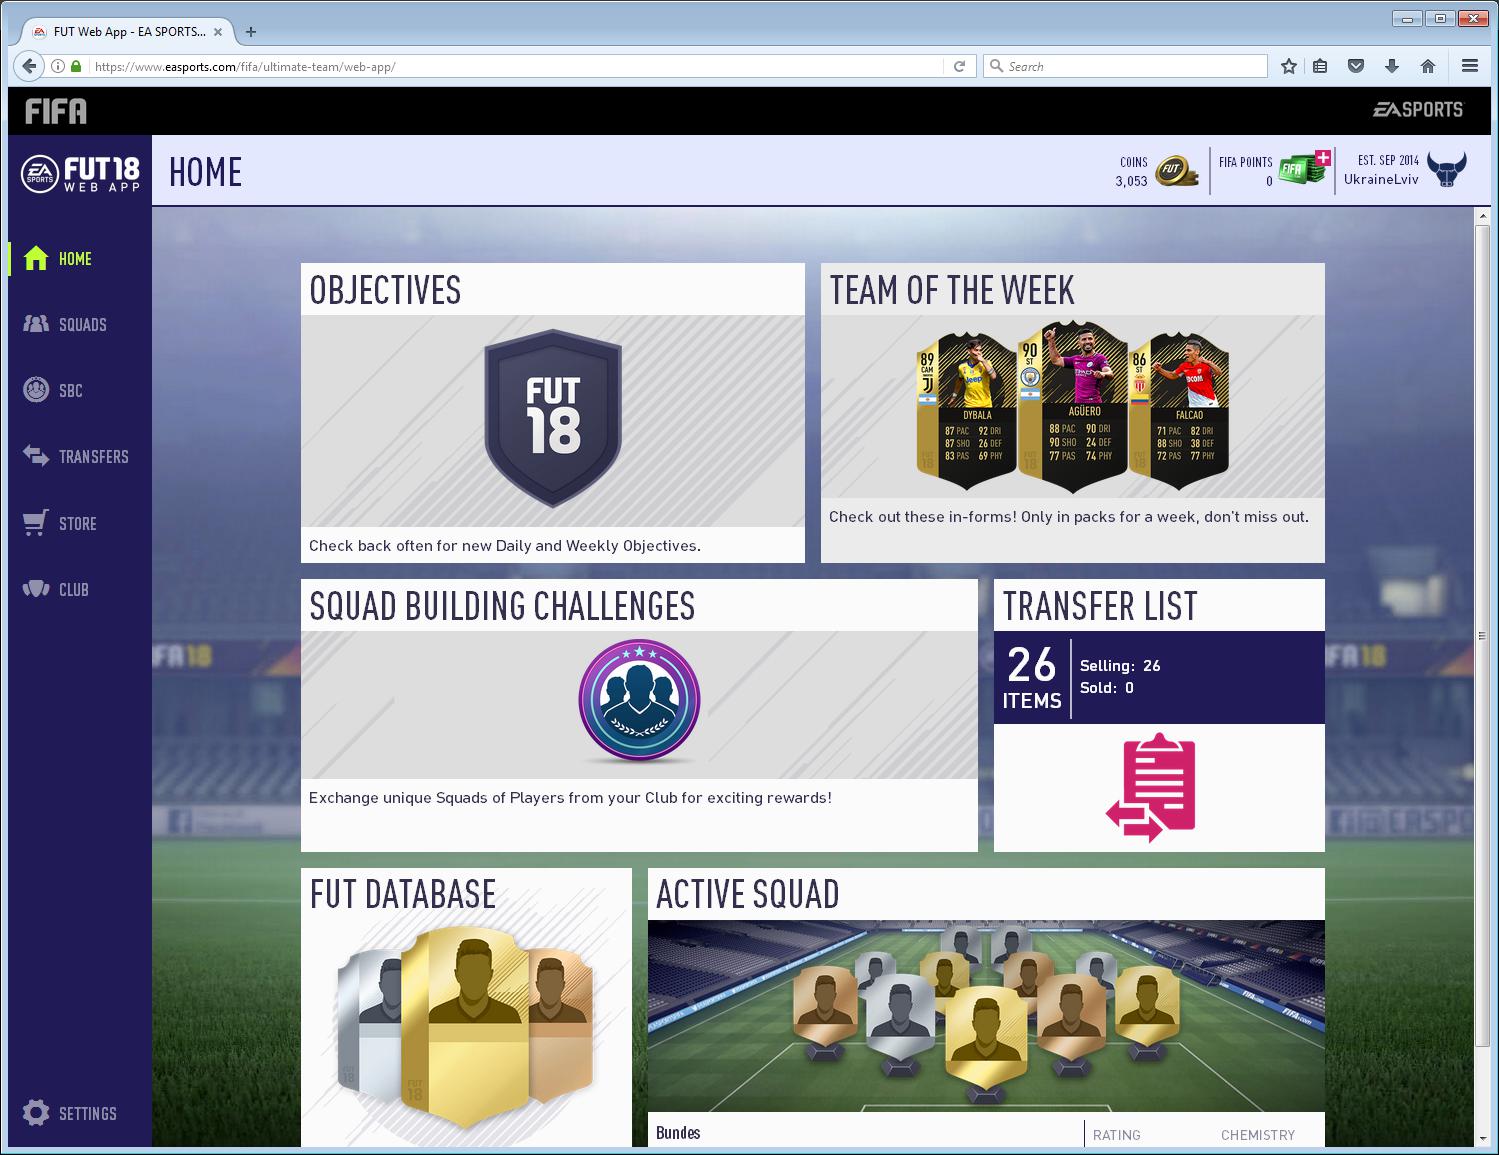 FUT Web App - EA SPORTS...
https://www.easports.com/fifa/ultimate-team/web-app/
Search
FIFA
EA SPORTS
EA SPORTS FUT18
WEB APP
HOME
COINS
3,053
FUT
FIFA POINTS
0
FIFA
EST. SEP 2014
UkraineLviv
HOME
SQUADS
SBC
TRANSFERS
STORE
CLUB
SETTINGS
OBJECTIVES
FUT
18
Check back often for new Daily and Weekly Objectives.
TEAM OF THE WEEK
89
CAM
DYBALA
87 PAC 92 DRI
87 SHO 26 DEF
83 PAS 69 PHY
90
ST
AGÜERO
88 PAC 90 DRI
90 SHO 24 DEF
77 PAS 74 PHY
86
ST
FALCAO
71 PAC 82 DRI
88 SHO 38 DEF
72 PAS 77 PHY
Check out these in-forms! Only in packs for a week, don't miss out.
SQUAD BUILDING CHALLENGES
Exchange unique Squads of Players from your Club for exciting rewards!
TRANSFER LIST
26
ITEMS
Selling: 26
Sold: 0
FUT DATABASE
FUT
18
ACTIVE SQUAD
Bundes
RATING
CHEMISTRY